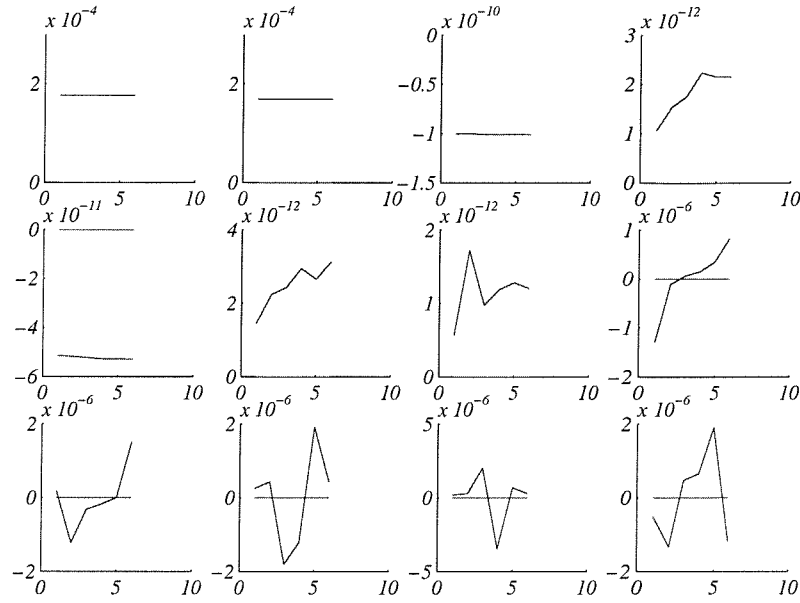 x 10⁻⁴ x 10⁻⁴ x 10⁻¹⁰ x 10⁻¹²
0 3
2 2 −0.5 2
−1 1
0 0 −1.5 0
0 5 10 0 5 10 0 5 10 0 5 10
x 10⁻¹¹ x 10⁻¹² x 10⁻¹² x 10⁻⁶
0 4 2 1
−2 0
2 1
−4 −1
−6 0 0 −2
0 5 10 0 5 10 0 5 10 0 5 10
x 10⁻⁶ x 10⁻⁶ x 10⁻⁶ x 10⁻⁶
2 2 5 2
0 0 0 0
−2 −2 −5 −2
0 5 10 0 5 10 0 5 10 0 5 10